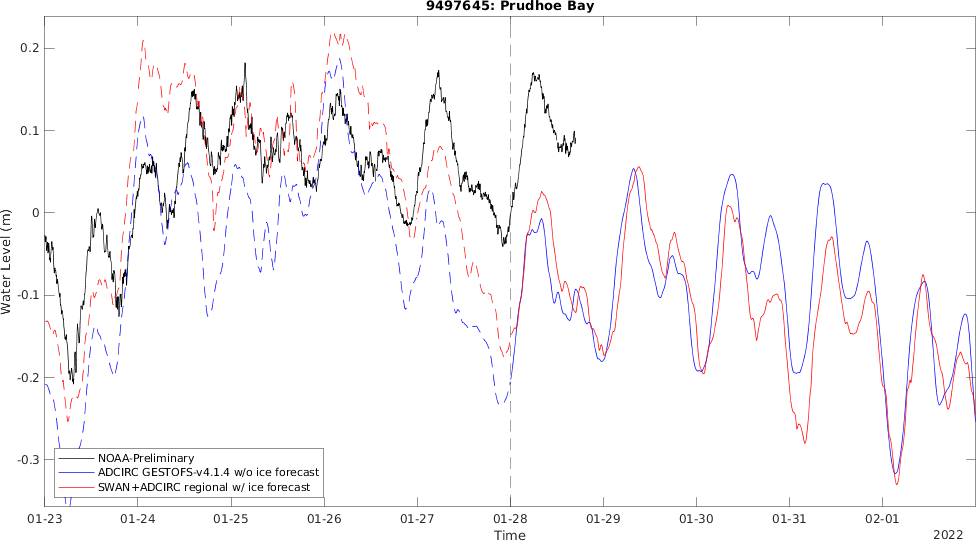 9497645: Prudhoe Bay
Water Level (m)
0.2
0.1
0
-0.1
-0.2
-0.3
NOAA-Preliminary
ADCIRC GESTOFS-v4.1.4 w/o ice forecast
SWAN+ADCIRC regional w/ ice forecast
01-23 01-24 01-25 01-26 01-27 01-28 01-29 01-30 01-31 02-01
Time
2022